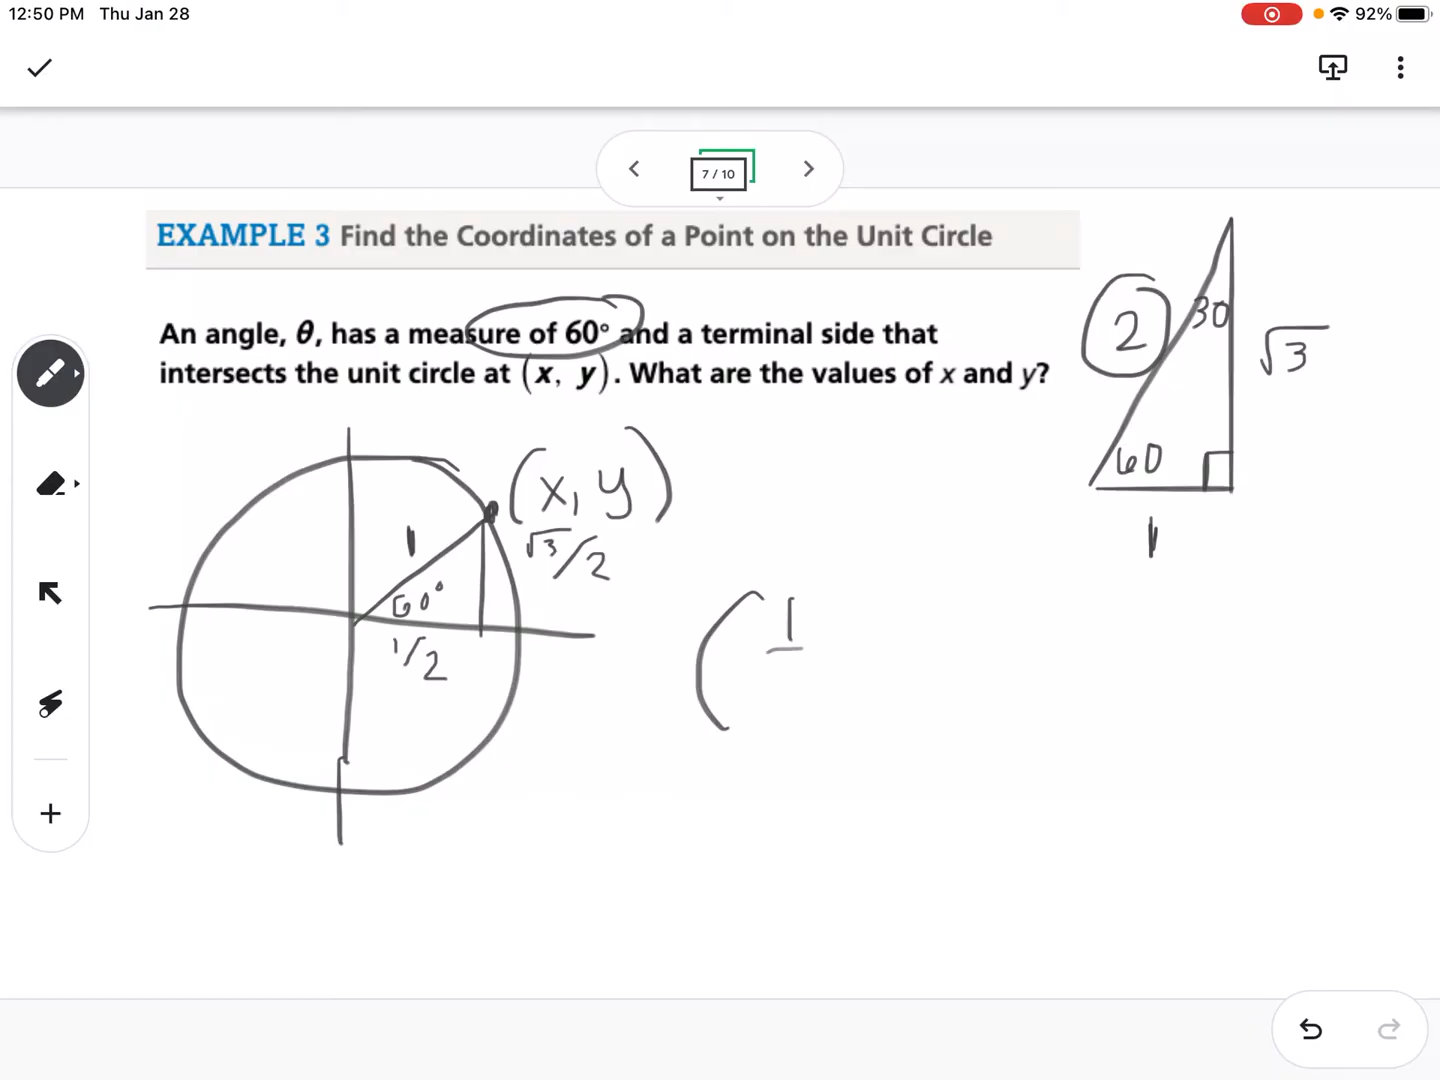 12:50 PM Thu Jan 28
92%
7 / 10
EXAMPLE 3 Find the Coordinates of a Point on the Unit Circle
An angle, θ, has a measure of 60° and a terminal side that
intersects the unit circle at (x, y). What are the values of x and y?
2
30
√3
60
1
(x, y)
1
√3/2
60°
1/2
(1